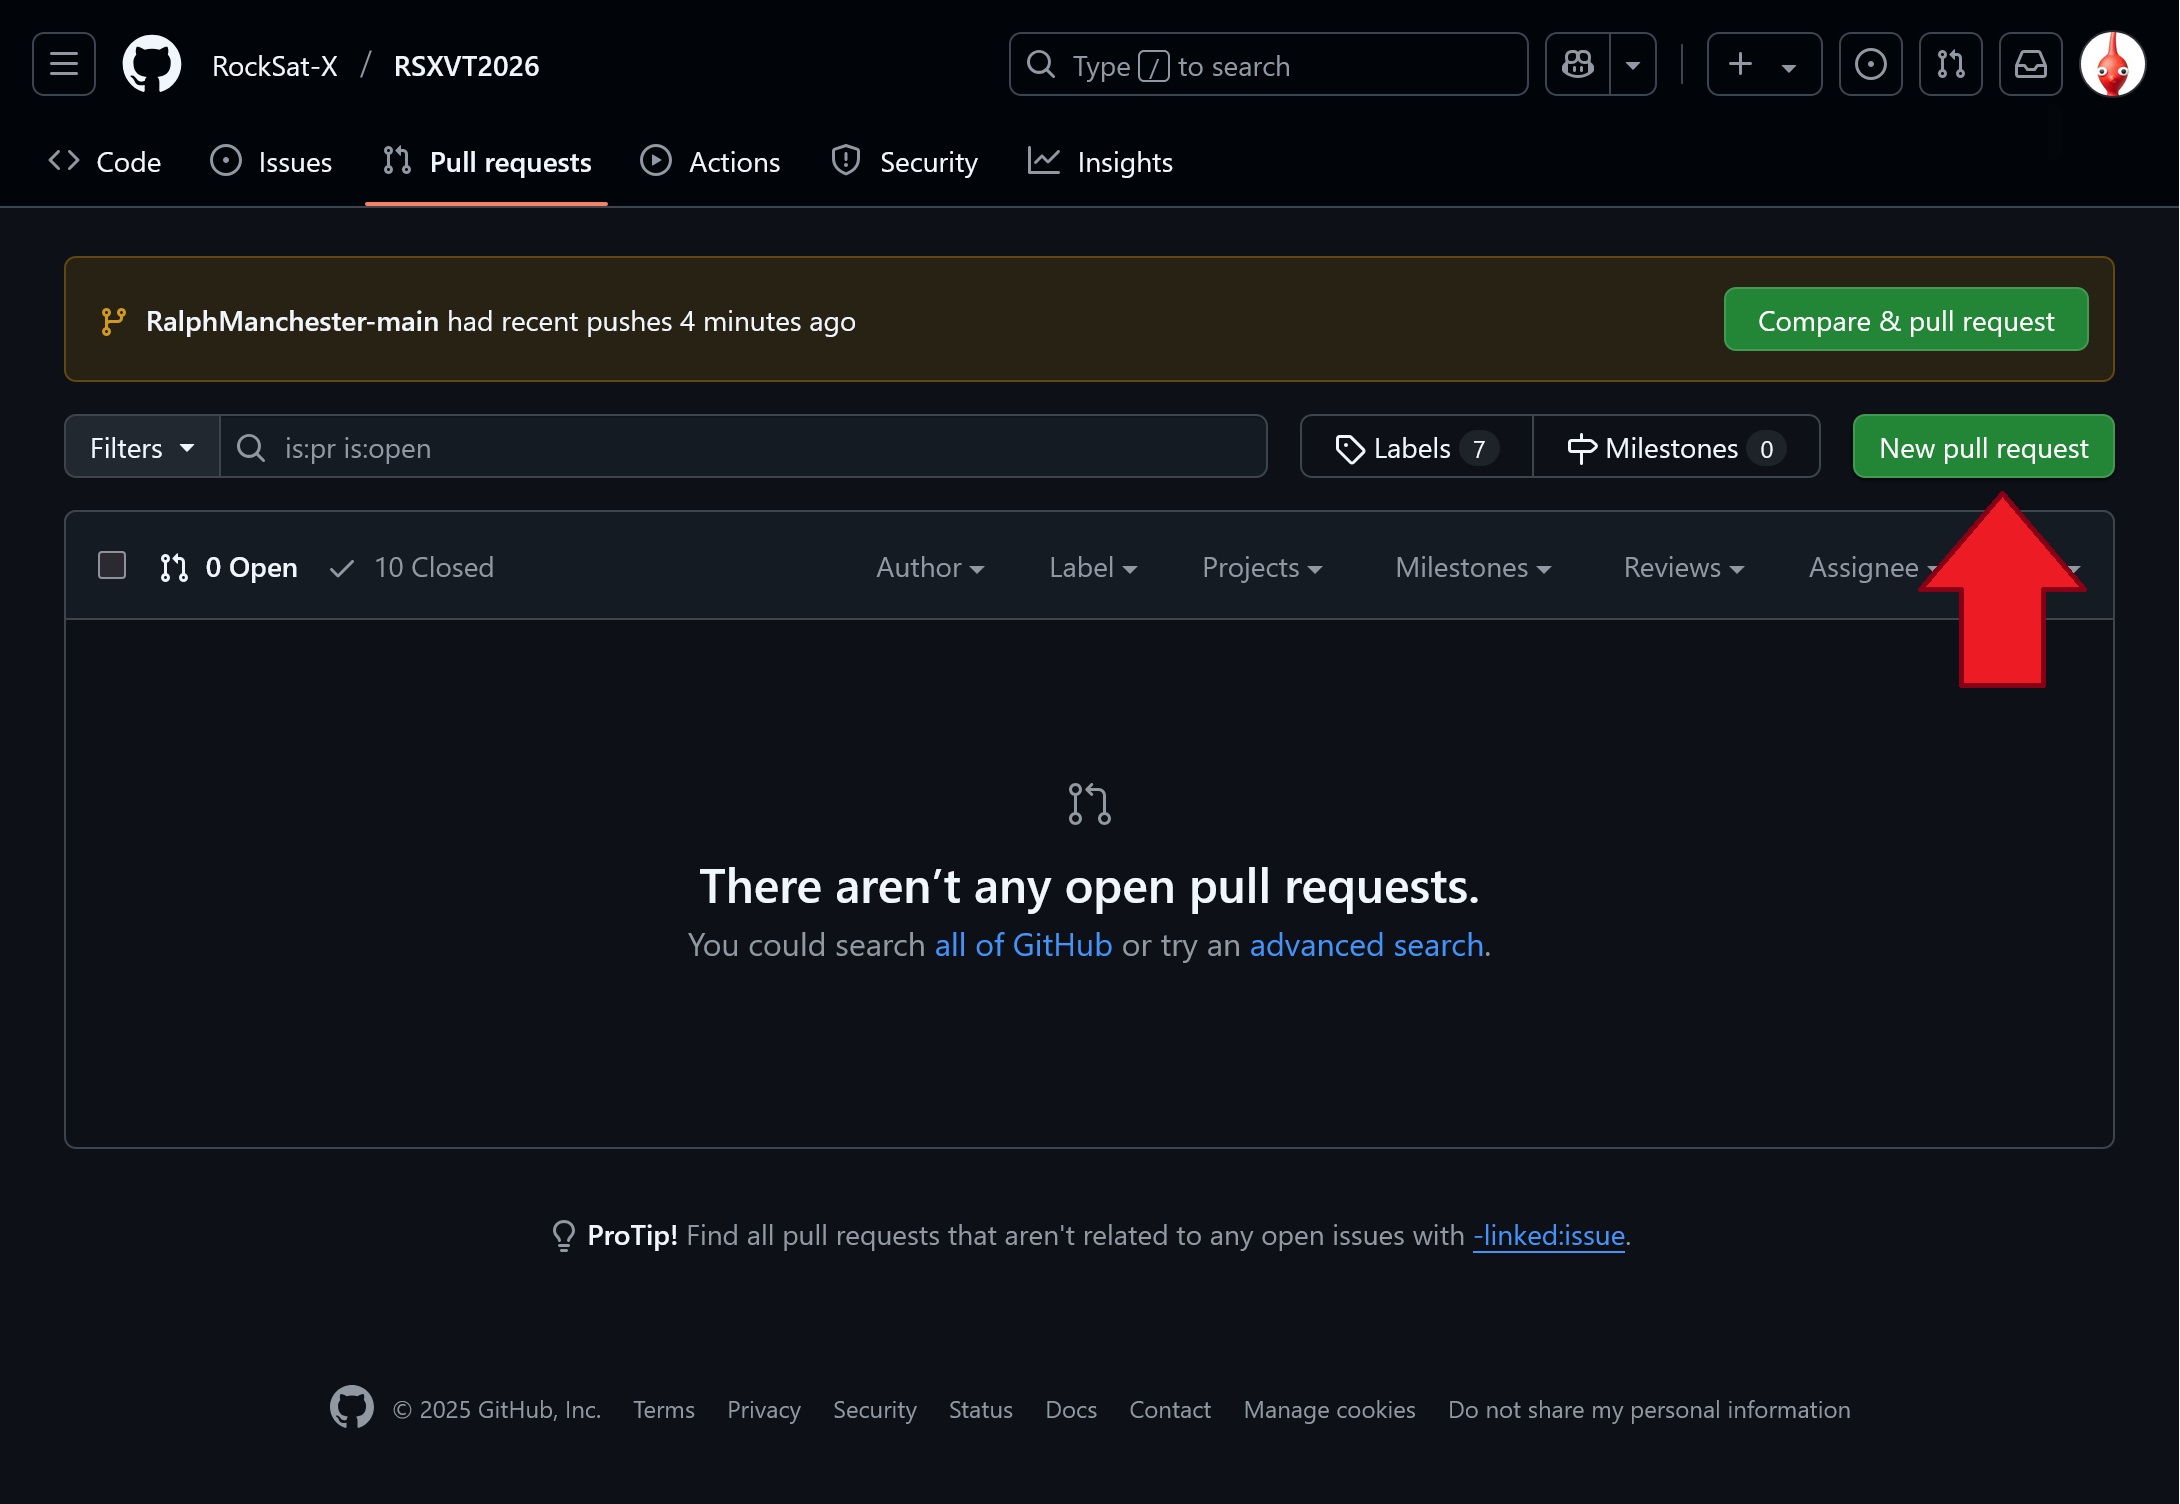 RockSat-X / RSXVT2026
Type / to search
Code Issues Pull requests Actions Security Insights
RalphManchester-main had recent pushes 4 minutes ago
Compare & pull request
Filters is:pr is:open Labels 7 Milestones 0 New pull request
0 Open 10 Closed Author Label Projects Milestones Reviews Assignee
There aren’t any open pull requests.
You could search all of GitHub or try an advanced search.
ProTip! Find all pull requests that aren't related to any open issues with -linked:issue.
© 2025 GitHub, Inc. Terms Privacy Security Status Docs Contact Manage cookies Do not share my personal information